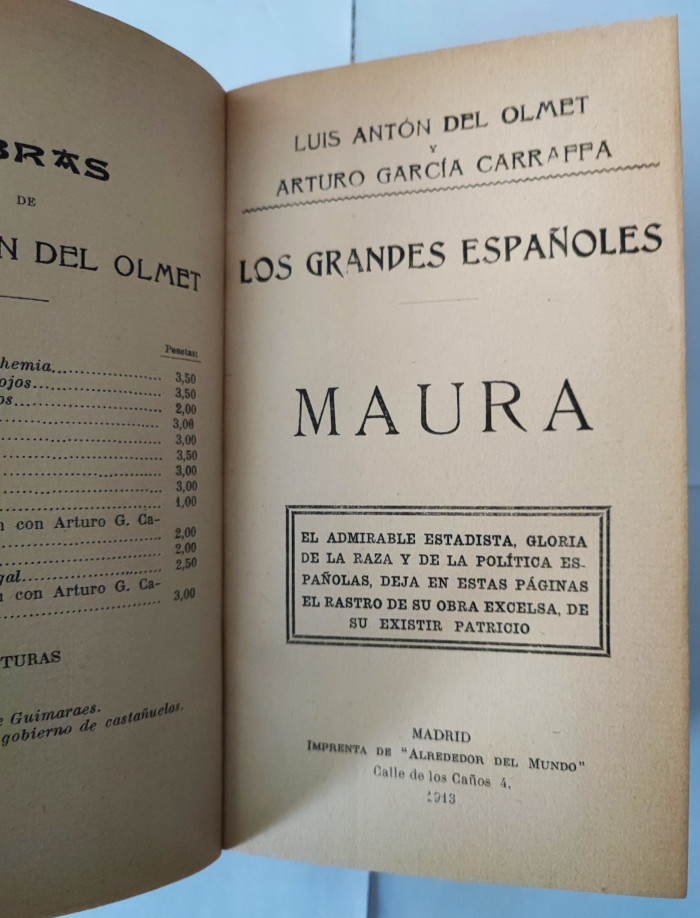 BRAS
DE
N DEL OLMET
Pesetas:
hemia.................... 3,50
ojos...................... 3,50
os......................... 2,00
............................ 3,00
............................ 3,00
............................ 3,50
............................ 3,00
............................ 3,00
............................ 1,00
n con Arturo G. Ca-
............................ 2,00
............................ 2,00
gal....................... 2,50
n con Arturo G. Ca-
............................ 3,00
TURAS
e Guimaraes.
gobierno de castañuelas.
LUIS ANTÓN DEL OLMET
Y
ARTURO GARCÍA CARRAFFA
LOS GRANDES ESPAÑOLES
MAURA
EL ADMIRABLE ESTADISTA, GLORIA
DE LA RAZA Y DE LA POLÍTICA ES-
PAÑOLAS, DEJA EN ESTAS PÁGINAS
EL RASTRO DE SU OBRA EXCELSA, DE
SU EXISTIR PATRICIO
MADRID
IMPRENTA DE "ALREDEDOR DEL MUNDO"
Calle de los Caños 4.
1913